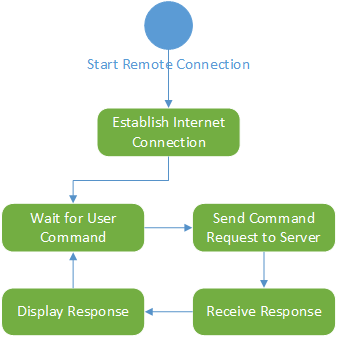 Start Remote Connection
Establish Internet
Connection
Wait for User
Command
Send Command
Request to Server
Display Response
Receive Response